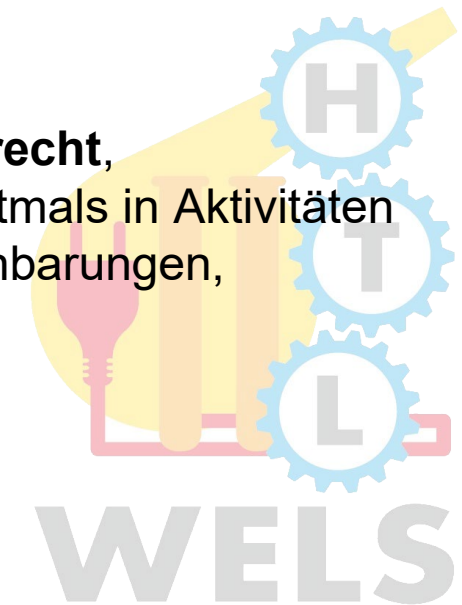 recht,
tmals in Aktivitäten
nbarungen,
H
T
L
WELS